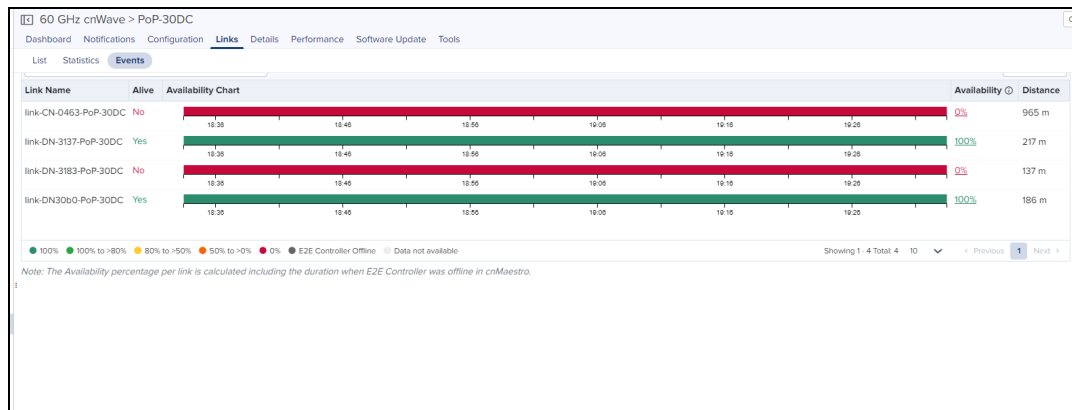 60 GHz cnWave > PoP-30DC
Dashboard Notifications Configuration Links Details Performance Software Update Tools
List Statistics Events
Link Name Alive Availability Chart Availability Distance
link-CN-0463-PoP-30DC No 0% 965 m
18:36 18:46 18:56 19:06 19:16 19:26
link-DN-3137-PoP-30DC Yes 100% 217 m
18:36 18:46 18:56 19:06 19:16 19:26
link-DN-3183-PoP-30DC No 0% 137 m
18:36 18:46 18:56 19:06 19:16 19:26
link-DN30b0-PoP-30DC Yes 100% 186 m
18:36 18:46 18:56 19:06 19:16 19:26
100% 100% to >80% 80% to >50% 50% to >0% 0% E2E Controller Offline Data not available Showing 1 - 4 Total: 4 10 < Previous 1 Next >
Note: The Availability percentage per link is calculated including the duration when E2E Controller was offline in cnMaestro.